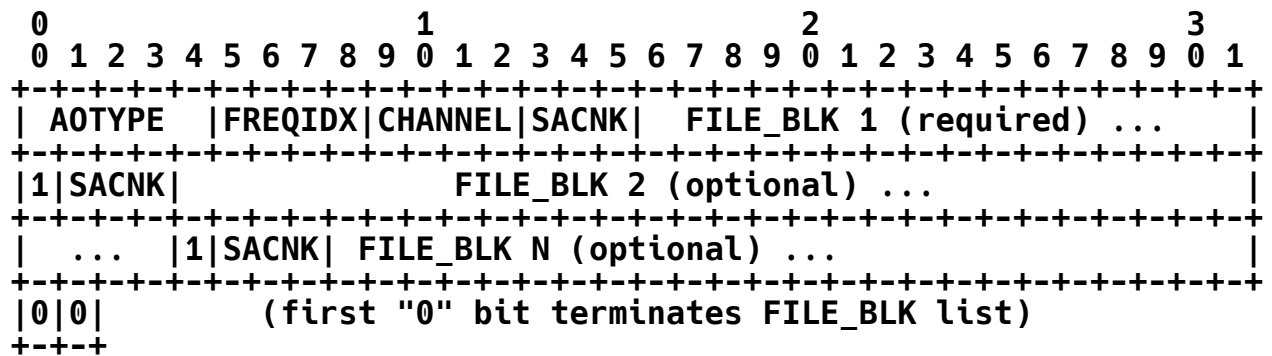 0                   1                   2                   3
 0 1 2 3 4 5 6 7 8 9 0 1 2 3 4 5 6 7 8 9 0 1 2 3 4 5 6 7 8 9 0 1
+-+-+-+-+-+-+-+-+-+-+-+-+-+-+-+-+-+-+-+-+-+-+-+-+-+-+-+-+-+-+-+-+
| AOTYPE  |FREQIDX|CHANNEL|SACNK|  FILE_BLK 1 (required) ...    |
+-+-+-+-+-+-+-+-+-+-+-+-+-+-+-+-+-+-+-+-+-+-+-+-+-+-+-+-+-+-+-+-+
|1|SACNK|              FILE_BLK 2 (optional) ...                |
+-+-+-+-+-+-+-+-+-+-+-+-+-+-+-+-+-+-+-+-+-+-+-+-+-+-+-+-+-+-+-+-+
|  ...  |1|SACNK| FILE_BLK N (optional) ...                     |
+-+-+-+-+-+-+-+-+-+-+-+-+-+-+-+-+-+-+-+-+-+-+-+-+-+-+-+-+-+-+-+-+
|0|0|        (first "0" bit terminates FILE_BLK list)
+-+-+